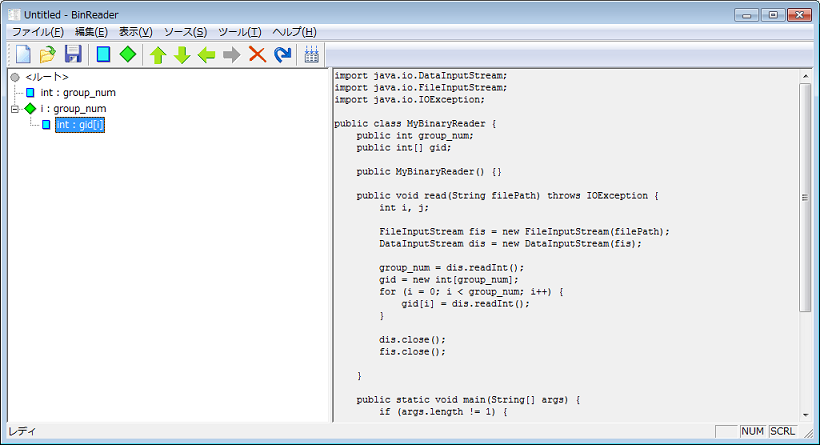 Untitled - BinReader
ファイル(F) 編集(E) 表示(V) ソース(S) ツール(T) ヘルプ(H)
<ルート>
int : group_num
i : group_num
int : gid[i]
import java.io.DataInputStream;
import java.io.FileInputStream;
import java.io.IOException;
public class MyBinaryReader {
public int group_num;
public int[] gid;
public MyBinaryReader() {}
public void read(String filePath) throws IOException {
int i, j;
FileInputStream fis = new FileInputStream(filePath);
DataInputStream dis = new DataInputStream(fis);
group_num = dis.readInt();
gid = new int[group_num];
for (i = 0; i < group_num; i++) {
gid[i] = dis.readInt();
}
dis.close();
fis.close();
}
public static void main(String[] args) {
if (args.length != 1) {
レディ
NUM SCRL